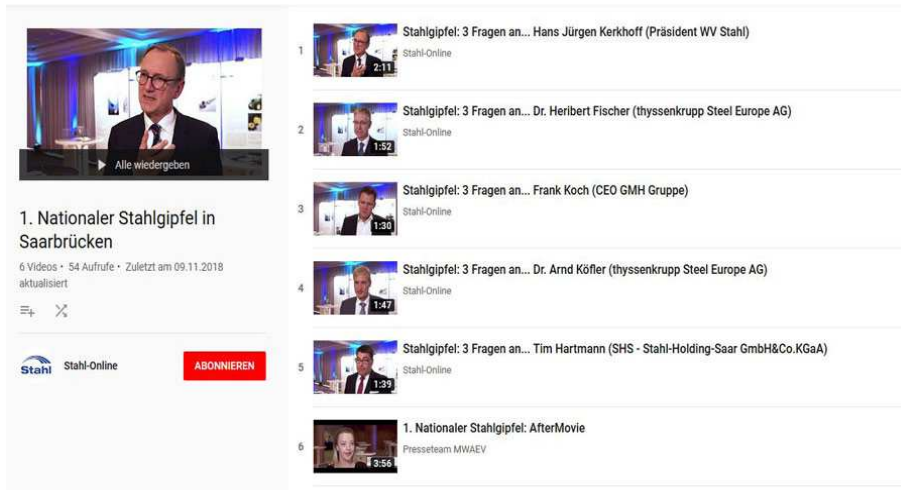 Alle wiedergeben
1. Nationaler Stahlgipfel in
Saarbrücken
6 Videos • 54 Aufrufe • Zuletzt am 09.11.2018
aktualisiert
Stahl
Stahl-Online
ABONNIEREN
1
2:11
Stahlgipfel: 3 Fragen an... Hans Jürgen Kerkhoff (Präsident WV Stahl)
Stahl-Online
2
1:52
Stahlgipfel: 3 Fragen an... Dr. Heribert Fischer (thyssenkrupp Steel Europe AG)
Stahl-Online
3
1:30
Stahlgipfel: 3 Fragen an... Frank Koch (CEO GMH Gruppe)
Stahl-Online
4
1:47
Stahlgipfel: 3 Fragen an... Dr. Arnd Köfler (thyssenkrupp Steel Europe AG)
Stahl-Online
5
1:39
Stahlgipfel: 3 Fragen an... Tim Hartmann (SHS - Stahl-Holding-Saar GmbH&Co.KGaA)
Stahl-Online
6
3:56
1. Nationaler Stahlgipfel: AfterMovie
Presseteam MWAEV